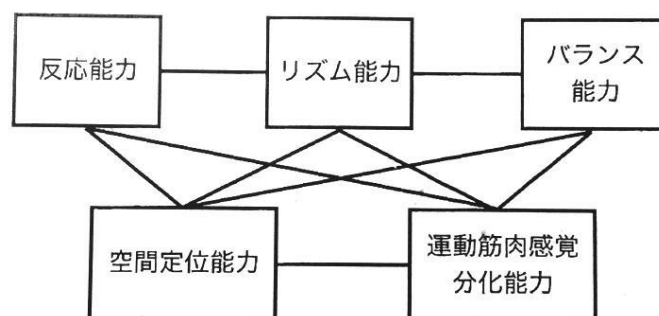 反応能力
リズム能力
バランス
能力
空間定位能力
運動筋肉感覚
分化能力